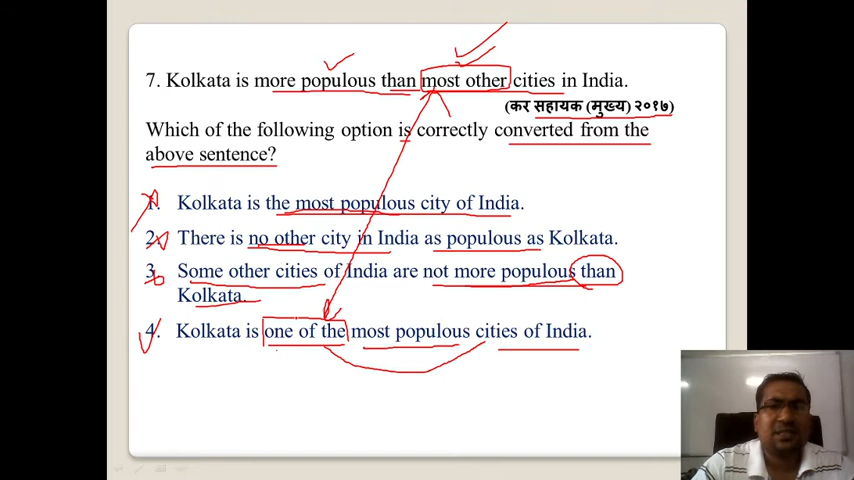 7. Kolkata is more populous than most other cities in India.
(कर सहायक (मुख्य) २०१७)
Which of the following option is correctly converted from the
above sentence?
1. Kolkata is the most populous city of India.
2. There is no other city in India as populous as Kolkata.
3. Some other cities of India are not more populous than
Kolkata.
4. Kolkata is one of the most populous cities of India.